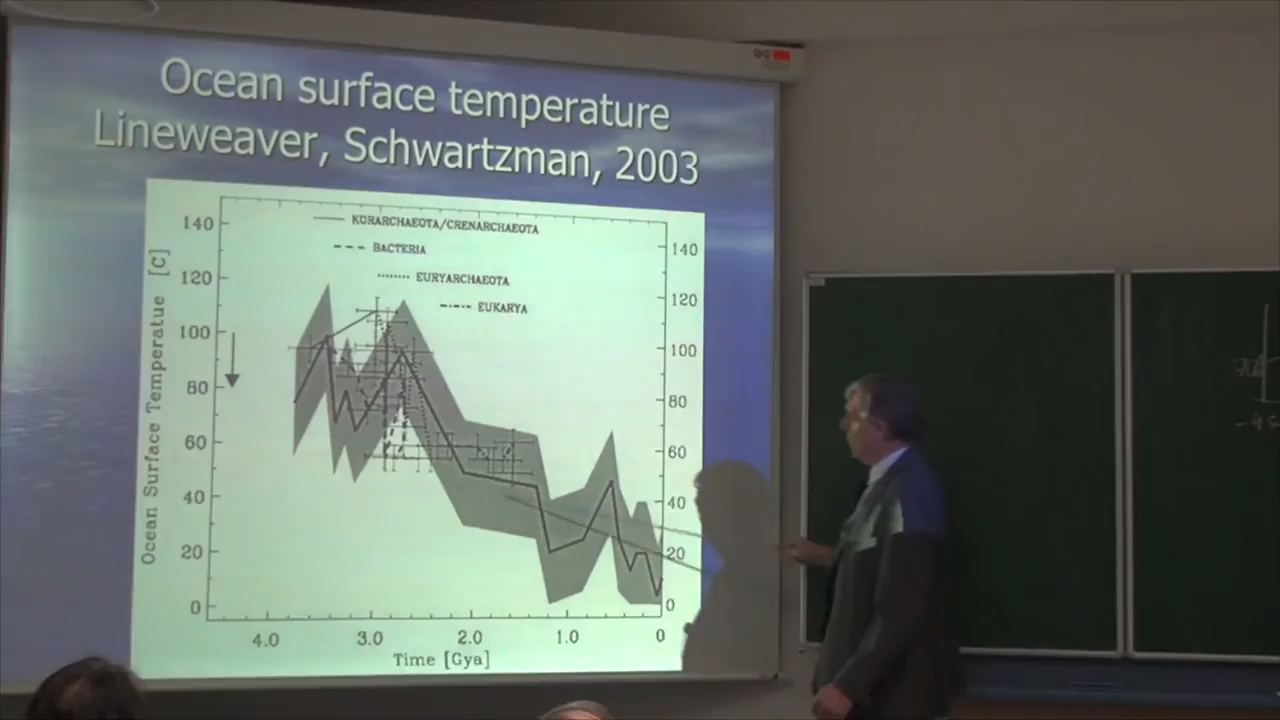 Ocean surface temperature
Lineweaver, Schwartzman, 2003
KORARCHAEOTA/CRENARCHAEOTA
BACTERIA
EURYARCHAEOTA
EUKARYA
Ocean Surface Temperatue [C]
140
120
100
80
60
40
20
0
140
120
100
80
60
40
20
0
4.0 3.0 2.0 1.0 0
Time [Gya]